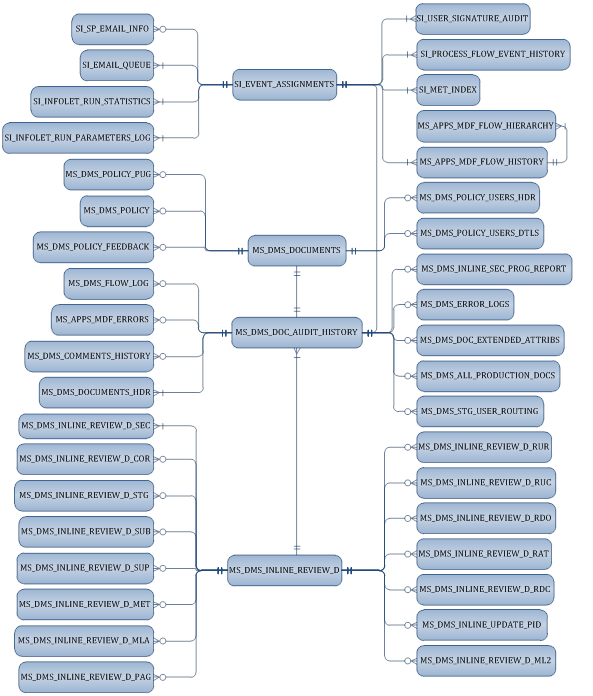 SI_SP_EMAIL_INFO
SI_EMAIL_QUEUE
SI_INFOLET_RUN_STATISTICS
SI_INFOLET_RUN_PARAMETERS_LOG
MS_DMS_POLICY_PUG
MS_DMS_POLICY
MS_DMS_POLICY_FEEDBACK
MS_DMS_FLOW_LOG
MS_APPS_MDF_ERRORS
MS_DMS_COMMENTS_HISTORY
MS_DMS_DOCUMENTS_HDR
MS_DMS_INLINE_REVIEW_D_SEC
MS_DMS_INLINE_REVIEW_D_COR
MS_DMS_INLINE_REVIEW_D_STG
MS_DMS_INLINE_REVIEW_D_SUB
MS_DMS_INLINE_REVIEW_D_SUP
MS_DMS_INLINE_REVIEW_D_MET
MS_DMS_INLINE_REVIEW_D_MLA
MS_DMS_INLINE_REVIEW_D_PAG
SI_EVENT_ASSIGNMENTS
MS_DMS_DOCUMENTS
MS_DMS_DOC_AUDIT_HISTORY
MS_DMS_INLINE_REVIEW_D
SI_USER_SIGNATURE_AUDIT
SI_PROCESS_FLOW_EVENT_HISTORY
SI_MET_INDEX
MS_APPS_MDF_FLOW_HIERARCHY
MS_APPS_MDF_FLOW_HISTORY
MS_DMS_POLICY_USERS_HDR
MS_DMS_POLICY_USERS_DTLS
MS_DMS_INLINE_SEC_PROG_REPORT
MS_DMS_ERROR_LOGS
MS_DMS_DOC_EXTENDED_ATTRIBS
MS_DMS_ALL_PRODUCTION_DOCS
MS_DMS_STG_USER_ROUTING
MS_DMS_INLINE_REVIEW_D_RUR
MS_DMS_INLINE_REVIEW_D_RUC
MS_DMS_INLINE_REVIEW_D_RDO
MS_DMS_INLINE_REVIEW_D_RAT
MS_DMS_INLINE_REVIEW_D_RDC
MS_DMS_INLINE_UPDATE_PID
MS_DMS_INLINE_REVIEW_D_ML2